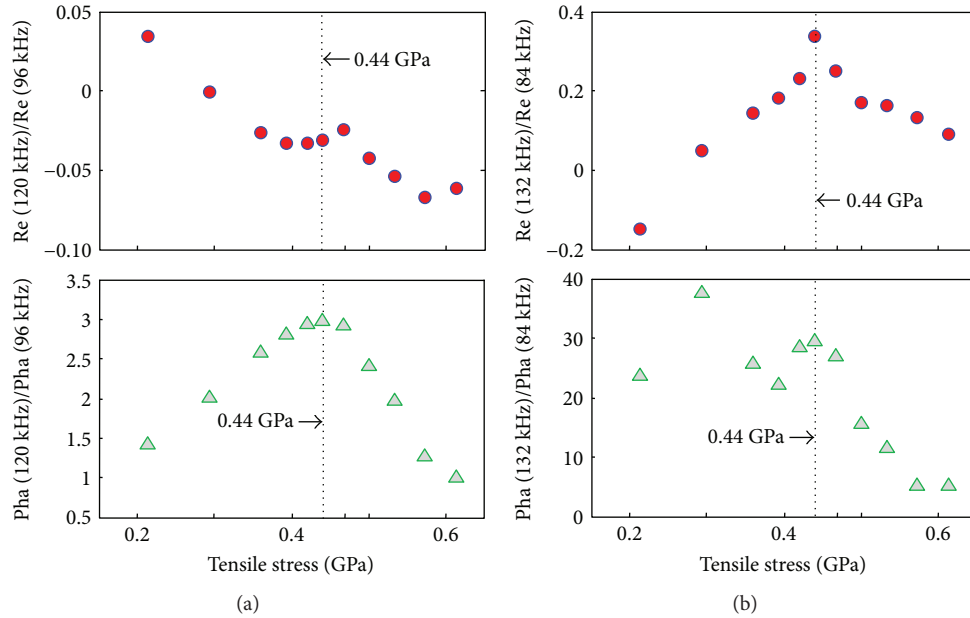 Re (120 kHz)/Re (96 kHz)
0.05
0
−0.05
−0.10
0.44 GPa
Pha (120 kHz)/Pha (96 kHz)
3.5
3
2.5
2
1.5
1
0.5
0.44 GPa
0.2
0.4
0.6
Tensile stress (GPa)
(a)
Re (132 kHz)/Re (84 kHz)
0.4
0.2
0
−0.2
0.44 GPa
Pha (132 kHz)/Pha (84 kHz)
40
30
20
10
0
0.44 GPa
0.2
0.4
0.6
Tensile stress (GPa)
(b)